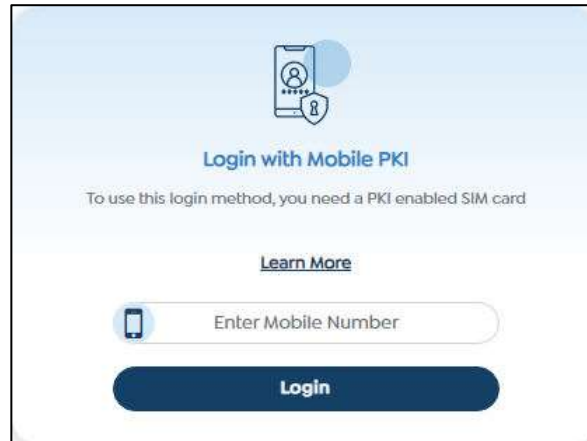 Login with Mobile PKI
To use this login method, you need a PKI enabled SIM card
Learn More
Enter Mobile Number
Login